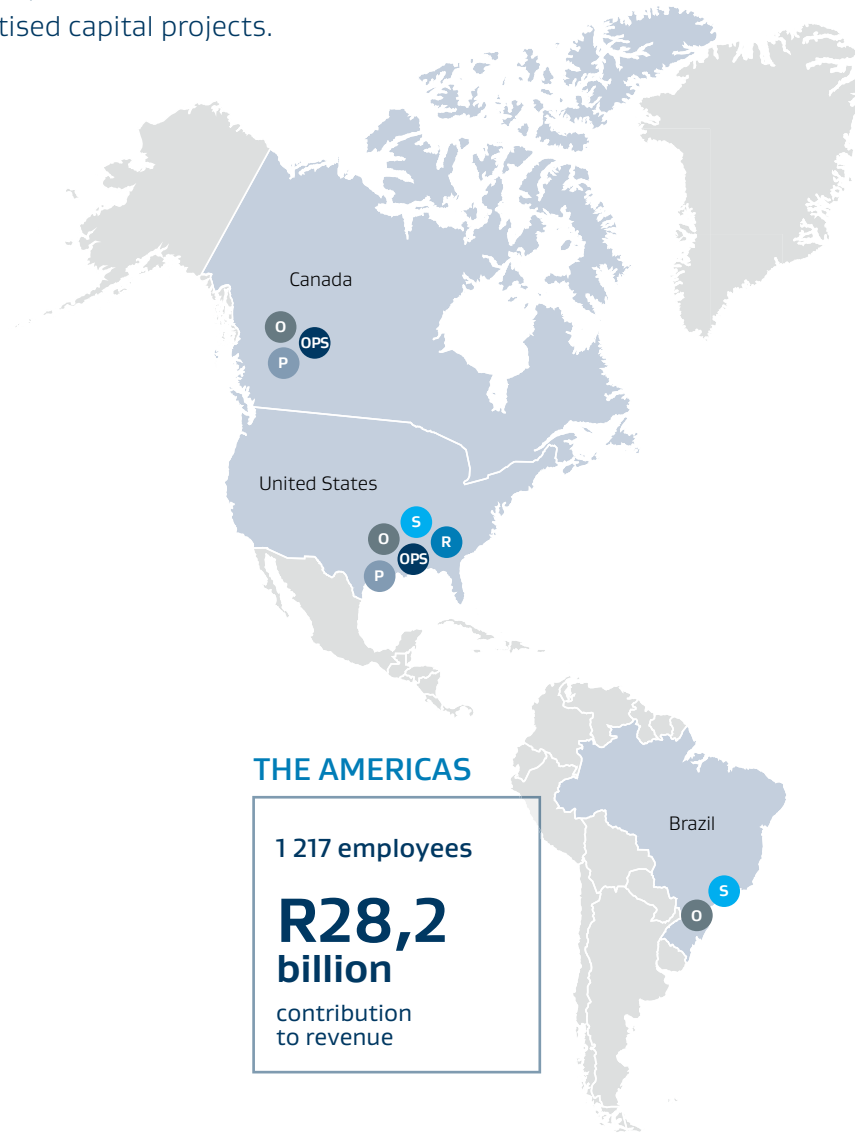 tised capital projects.
Canada
O
OPS
P
United States
S
O
R
OPS
P
THE AMERICAS
1 217 employees
R28,2
billion
contribution
to revenue
Brazil
S
O